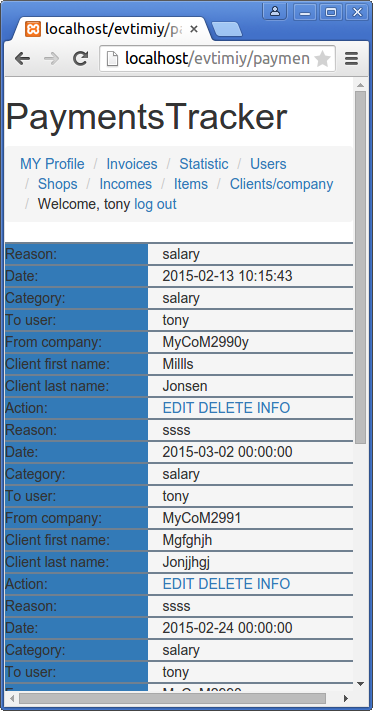 localhost/evtimiy/pa
localhost/evtimiy/paymen
PaymentsTracker
MY Profile / Invoices / Statistic / Users
/ Shops / Incomes / Items / Clients/company
/ Welcome, tony log out
Reason: salary
Date: 2015-02-13 10:15:43
Category: salary
To user: tony
From company: MyCoM2990y
Client first name: Millls
Client last name: Jonsen
Action: EDIT DELETE INFO
Reason: ssss
Date: 2015-03-02 00:00:00
Category: salary
To user: tony
From company: MyCoM2991
Client first name: Mgfghjh
Client last name: Jonjjhgj
Action: EDIT DELETE INFO
Reason: ssss
Date: 2015-02-24 00:00:00
Category: salary
To user: tony